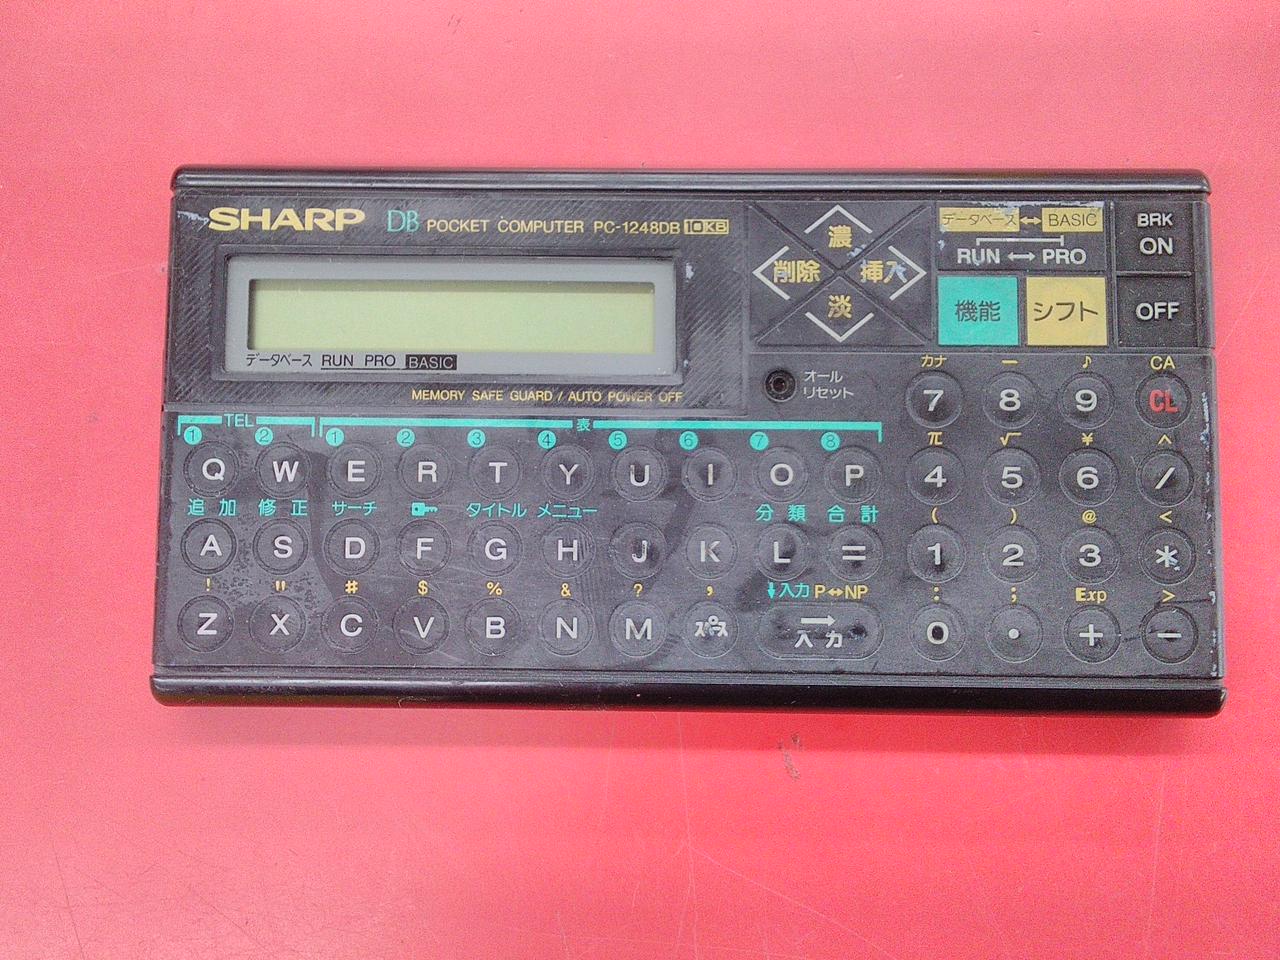 SHARP DB POCKET COMPUTER PC-1248DB 10KB
濃
削除 挿入
淡
データベース ↔ BASIC
RUN ↔ PRO
BRK
ON
機能 シフト OFF
データベース RUN PRO BASIC
MEMORY SAFE GUARD / AUTO POWER OFF
オール
リセット
カナ ー ♪ CA
7 8 9 CL
TEL 表
① ② ① ② ③ ④ ⑤ ⑥ ⑦ ⑧ π √ ¥ ^
Q W E R T Y U I O P 4 5 6 /
追加 修正 サーチ タイトル メニュー 分類 合計 ( ) @ <
A S D F G H J K L = 1 2 3 *
! " # $ % & ? , ↓入力 P↔NP : ; Exp >
Z X C V B N M スペース → 入力 0 . + −